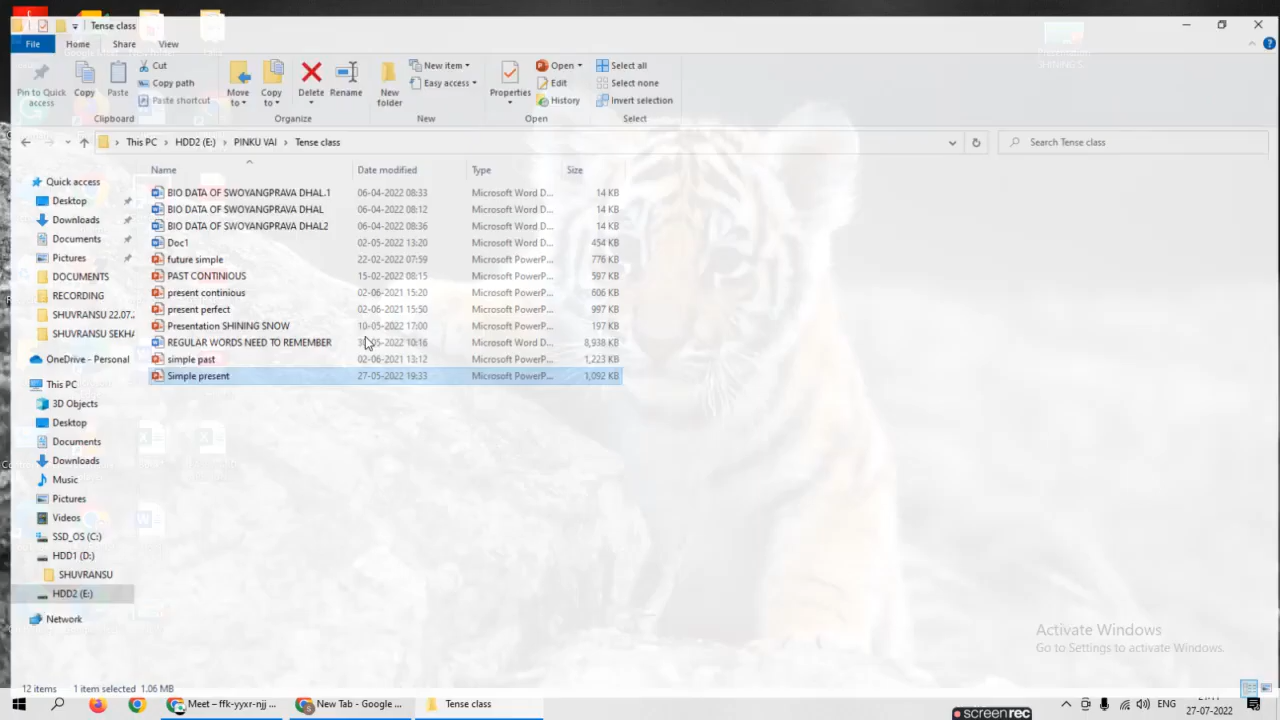 Tense class
File Home Share View
Pin to Quick access
Copy
Paste
Cut
Copy path
Paste shortcut
Clipboard
Move to
Copy to
Delete
Rename
Organize
New folder
New item
Easy access
New
Properties
Open
Edit
History
Open
Select all
Select none
Invert selection
Select
This PC > HDD2 (E:) > PINKU VAI > Tense class
Search Tense class
Name Date modified Type Size
BIO DATA OF SWOYANGPRAVA DHAL.1 06-04-2022 08:33 Microsoft Word D... 14 KB
BIO DATA OF SWOYANGPRAVA DHAL 06-04-2022 08:12 Microsoft Word D... 14 KB
BIO DATA OF SWOYANGPRAVA DHAL2 06-04-2022 08:36 Microsoft Word D... 14 KB
Doc1 02-05-2022 13:20 Microsoft Word D... 454 KB
future simple 22-02-2022 07:59 Microsoft PowerP... 776 KB
PAST CONTINIOUS 15-02-2022 08:15 Microsoft PowerP... 597 KB
present continious 02-06-2021 15:20 Microsoft PowerP... 606 KB
present perfect 02-06-2021 15:50 Microsoft PowerP... 997 KB
Presentation SHINING SNOW 10-05-2022 17:00 Microsoft PowerP... 197 KB
REGULAR WORDS NEED TO REMEMBER 10:16 Microsoft Word D... 8,938 KB
simple past 02-06-2021 13:12 Microsoft PowerP... 1,223 KB
Simple present 27-05-2022 19:33 Microsoft PowerP... 1,092 KB
Quick access
Desktop
Downloads
Documents
Pictures
DOCUMENTS
RECORDING
SHUVRANSU 22.07..
SHUVRANSU SEKHA
OneDrive - Personal
This PC
3D Objects
Desktop
Documents
Downloads
Music
Pictures
Videos
SSD_OS (C:)
HDD1 (D:)
SHUVRANSU
HDD2 (E:)
Network
Activate Windows
Go to Settings to activate Windows.
12 items 1 item selected 1.06 MB
Meet – ffk-yyxr-njj ...
New Tab - Google ...
Tense class
ENG
27-07-2022
screenrec